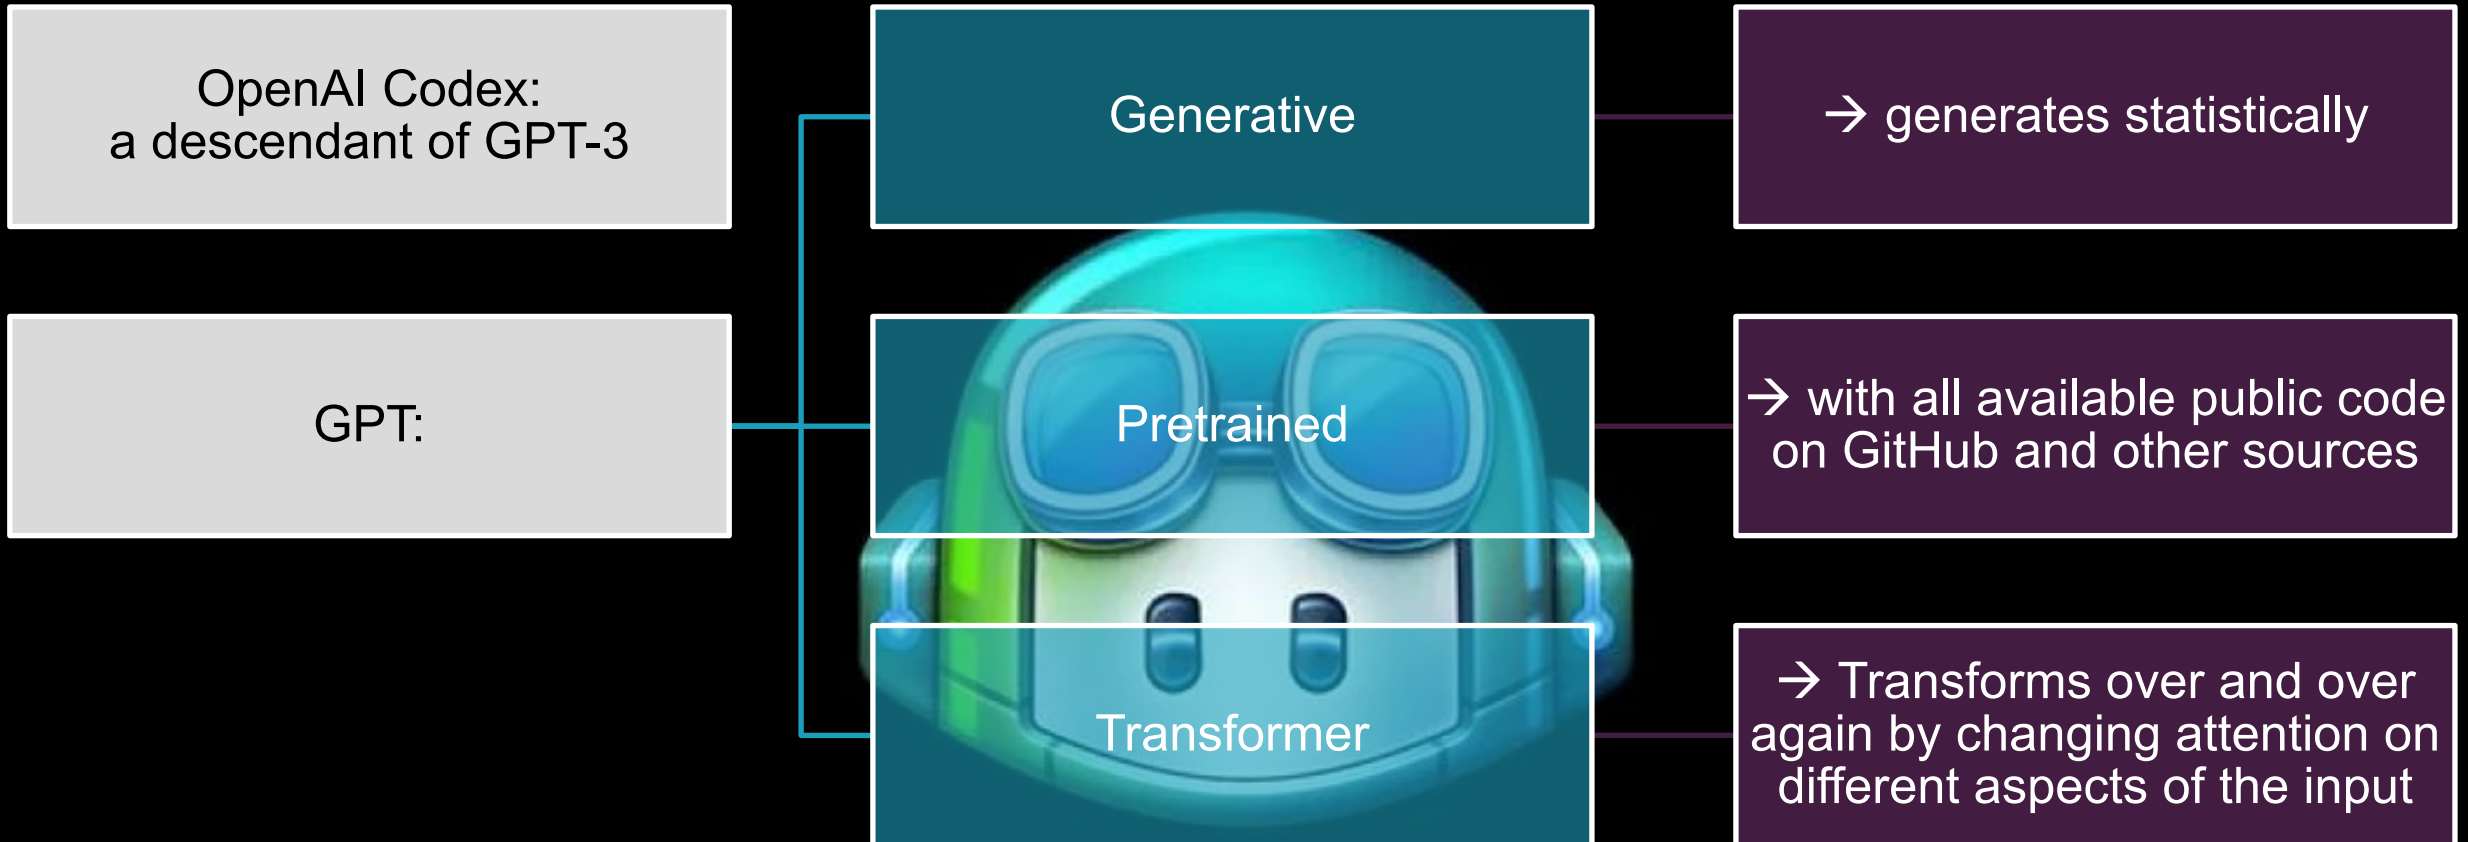 OpenAI Codex:
a descendant of GPT-3
Generative
→ generates statistically
GPT:
Pretrained
→ with all available public code
on GitHub and other sources
Transformer
→ Transforms over and over
again by changing attention on
different aspects of the input